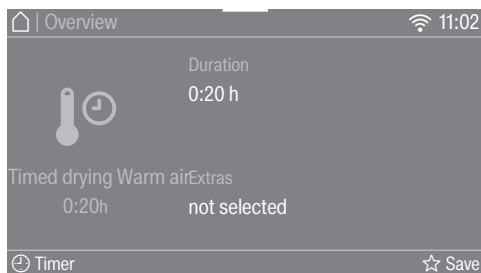 | Overview 11:02
Duration
0:20 h
Timed drying Warm air
0:20h
Extras
not selected
Timer Save